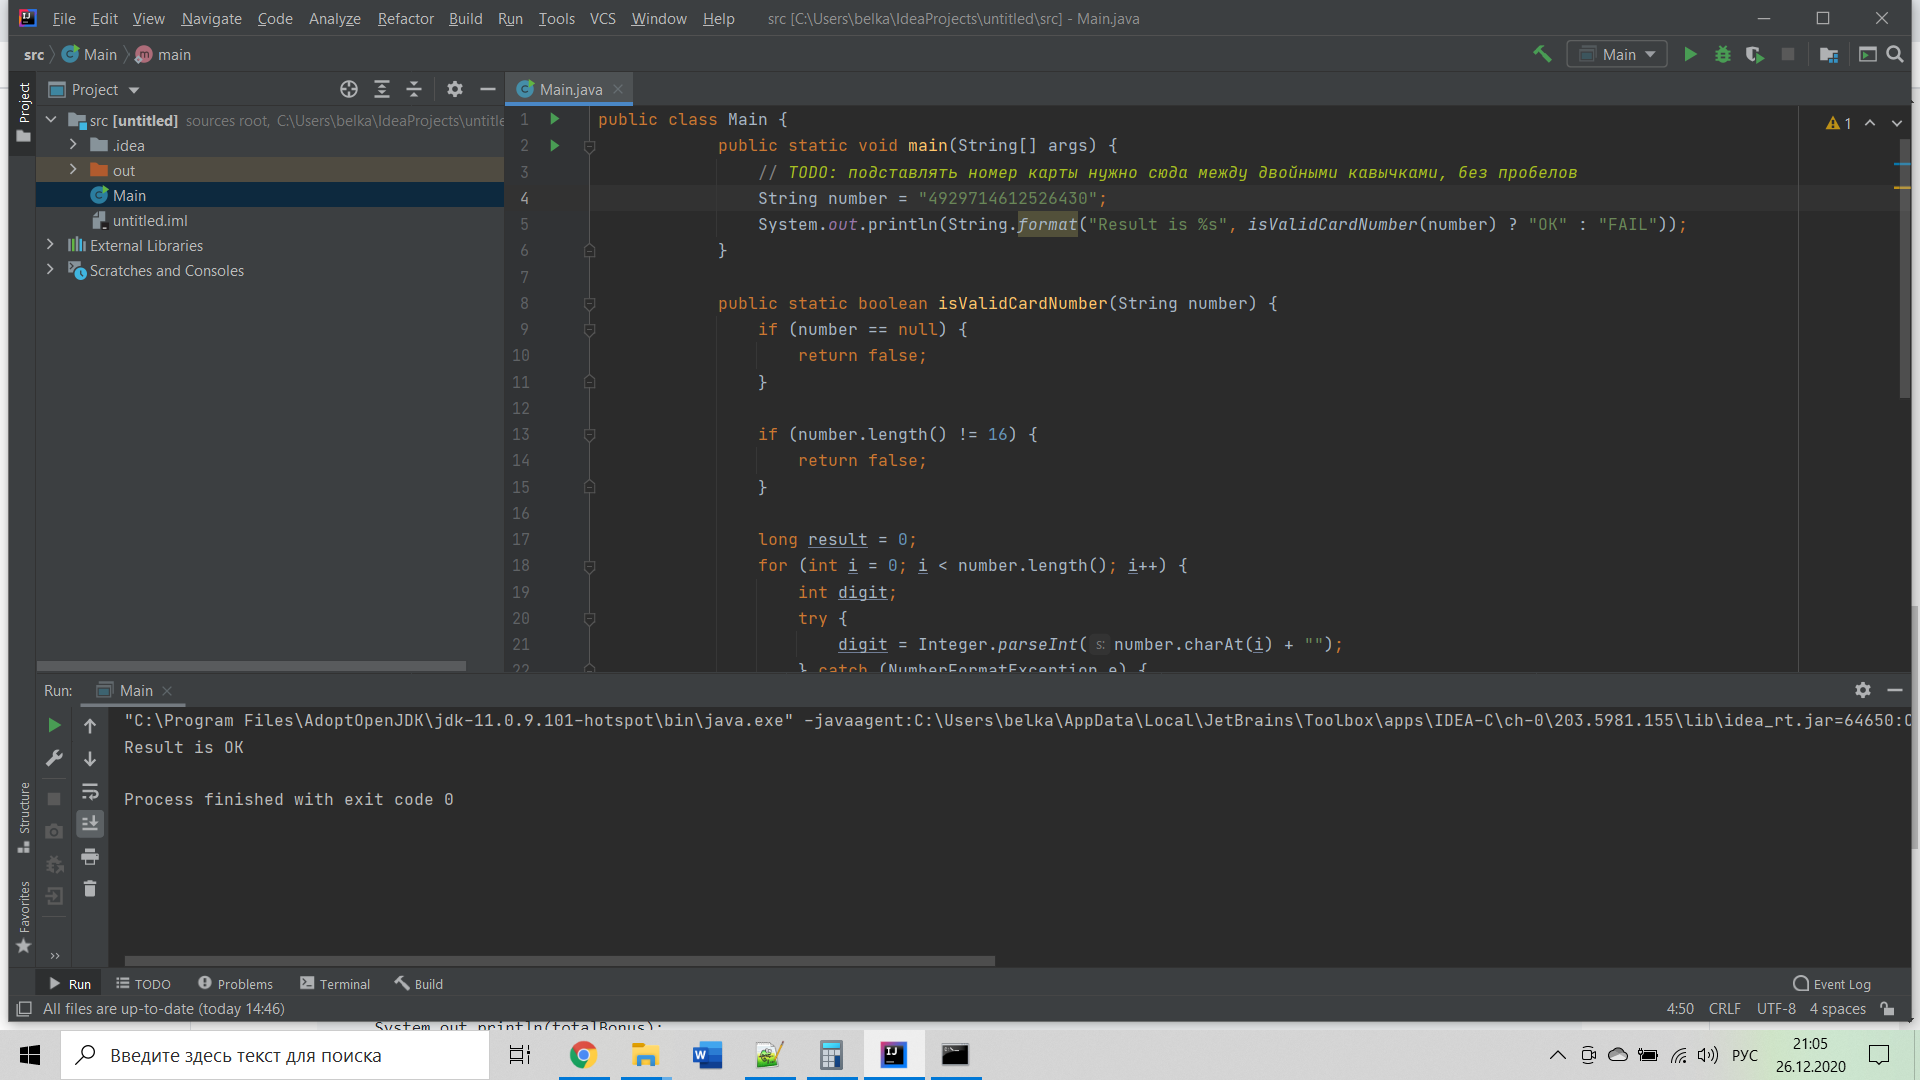 File Edit View Navigate Code Analyze Refactor Build Run Tools VCS Window Help src [C:\Users\belka\IdeaProjects\untitled\src] - Main.java
src Main main
Main
Project
Project
Main.java
src [untitled] sources root, C:\Users\belka\IdeaProjects\untitle
.idea
out
Main
untitled.iml
External Libraries
Scratches and Consoles
1 public class Main {
2 public static void main(String[] args) {
3 // TODO: подставлять номер карты нужно сюда между двойными кавычками, без пробелов
4 String number = "4929714612526430";
5 System.out.println(String.format("Result is %s", isValidCardNumber(number) ? "OK" : "FAIL"));
6 }
7
8 public static boolean isValidCardNumber(String number) {
9 if (number == null) {
10 return false;
11 }
12
13 if (number.length() != 16) {
14 return false;
15 }
16
17 long result = 0;
18 for (int i = 0; i < number.length(); i++) {
19 int digit;
20 try {
21 digit = Integer.parseInt( s: number.charAt(i) + "");
22 } catch (NumberFormatException e) {
1
Run: Main
"C:\Program Files\AdoptOpenJDK\jdk-11.0.9.101-hotspot\bin\java.exe" -javaagent:C:\Users\belka\AppData\Local\JetBrains\Toolbox\apps\IDEA-C\ch-0\203.5981.155\lib\idea_rt.jar=64650:C
Result is OK
Process finished with exit code 0
Structure
Favorites
Run TODO Problems Terminal Build Event Log
All files are up-to-date (today 14:46) 4:50 CRLF UTF-8 4 spaces
System.out.println(totalBonus);
Введите здесь текст для поиска
РУС
21:05
26.12.2020